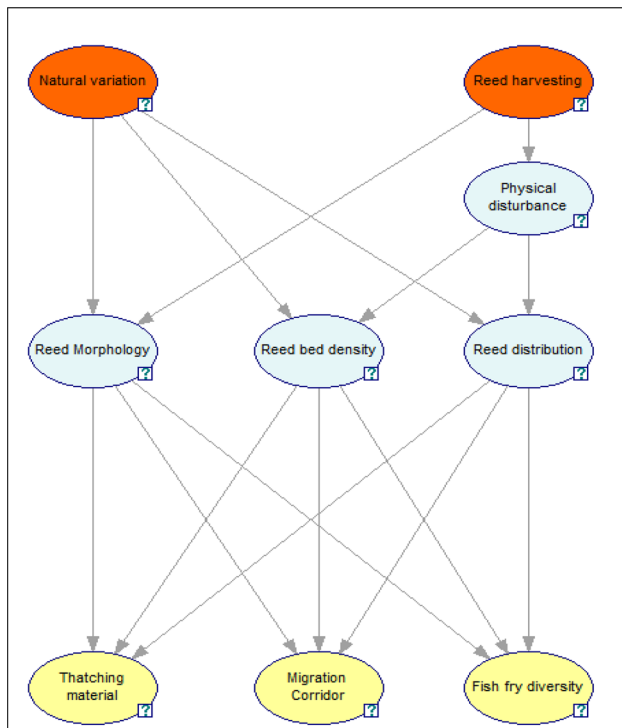 Natural variation
?
Reed harvesting
?
Physical
disturbance
?
Reed Morphology
?
Reed bed density
?
Reed distribution
?
Thatching
material
?
Migration
Corridor
?
Fish fry diversity
?